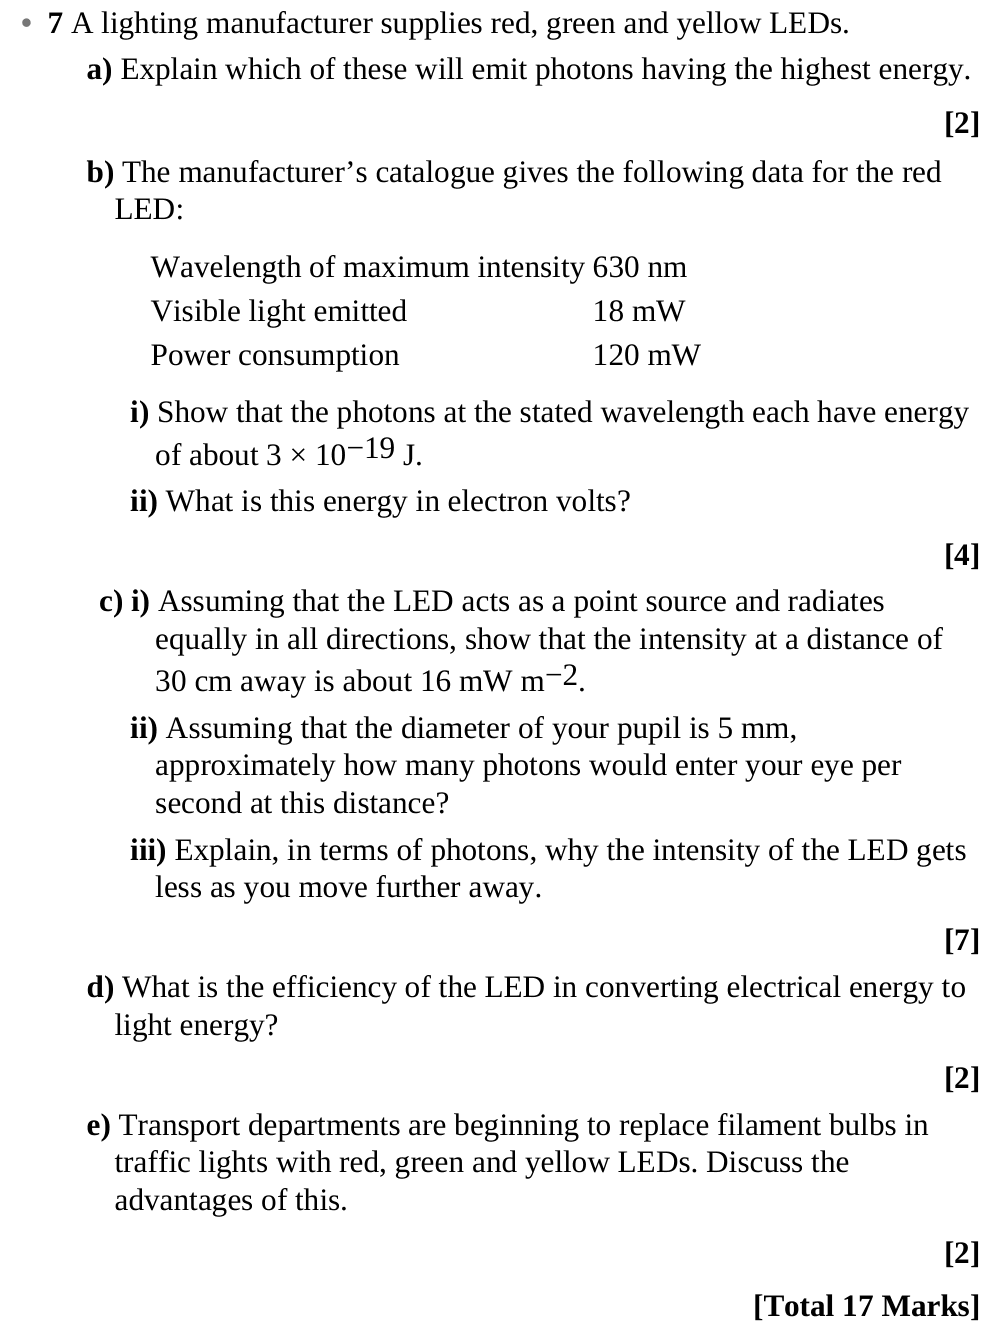 • 7 A lighting manufacturer supplies red, green and yellow LEDs.
a) Explain which of these will emit photons having the highest energy.
[2]
b) The manufacturer’s catalogue gives the following data for the red
LED:
Wavelength of maximum intensity 630 nm
Visible light emitted 18 mW
Power consumption 120 mW
i) Show that the photons at the stated wavelength each have energy
of about 3 × 10⁻¹⁹ J.
ii) What is this energy in electron volts?
[4]
c) i) Assuming that the LED acts as a point source and radiates
equally in all directions, show that the intensity at a distance of
30 cm away is about 16 mW m⁻².
ii) Assuming that the diameter of your pupil is 5 mm,
approximately how many photons would enter your eye per
second at this distance?
iii) Explain, in terms of photons, why the intensity of the LED gets
less as you move further away.
[7]
d) What is the efficiency of the LED in converting electrical energy to
light energy?
[2]
e) Transport departments are beginning to replace filament bulbs in
traffic lights with red, green and yellow LEDs. Discuss the
advantages of this.
[2]
[Total 17 Marks]